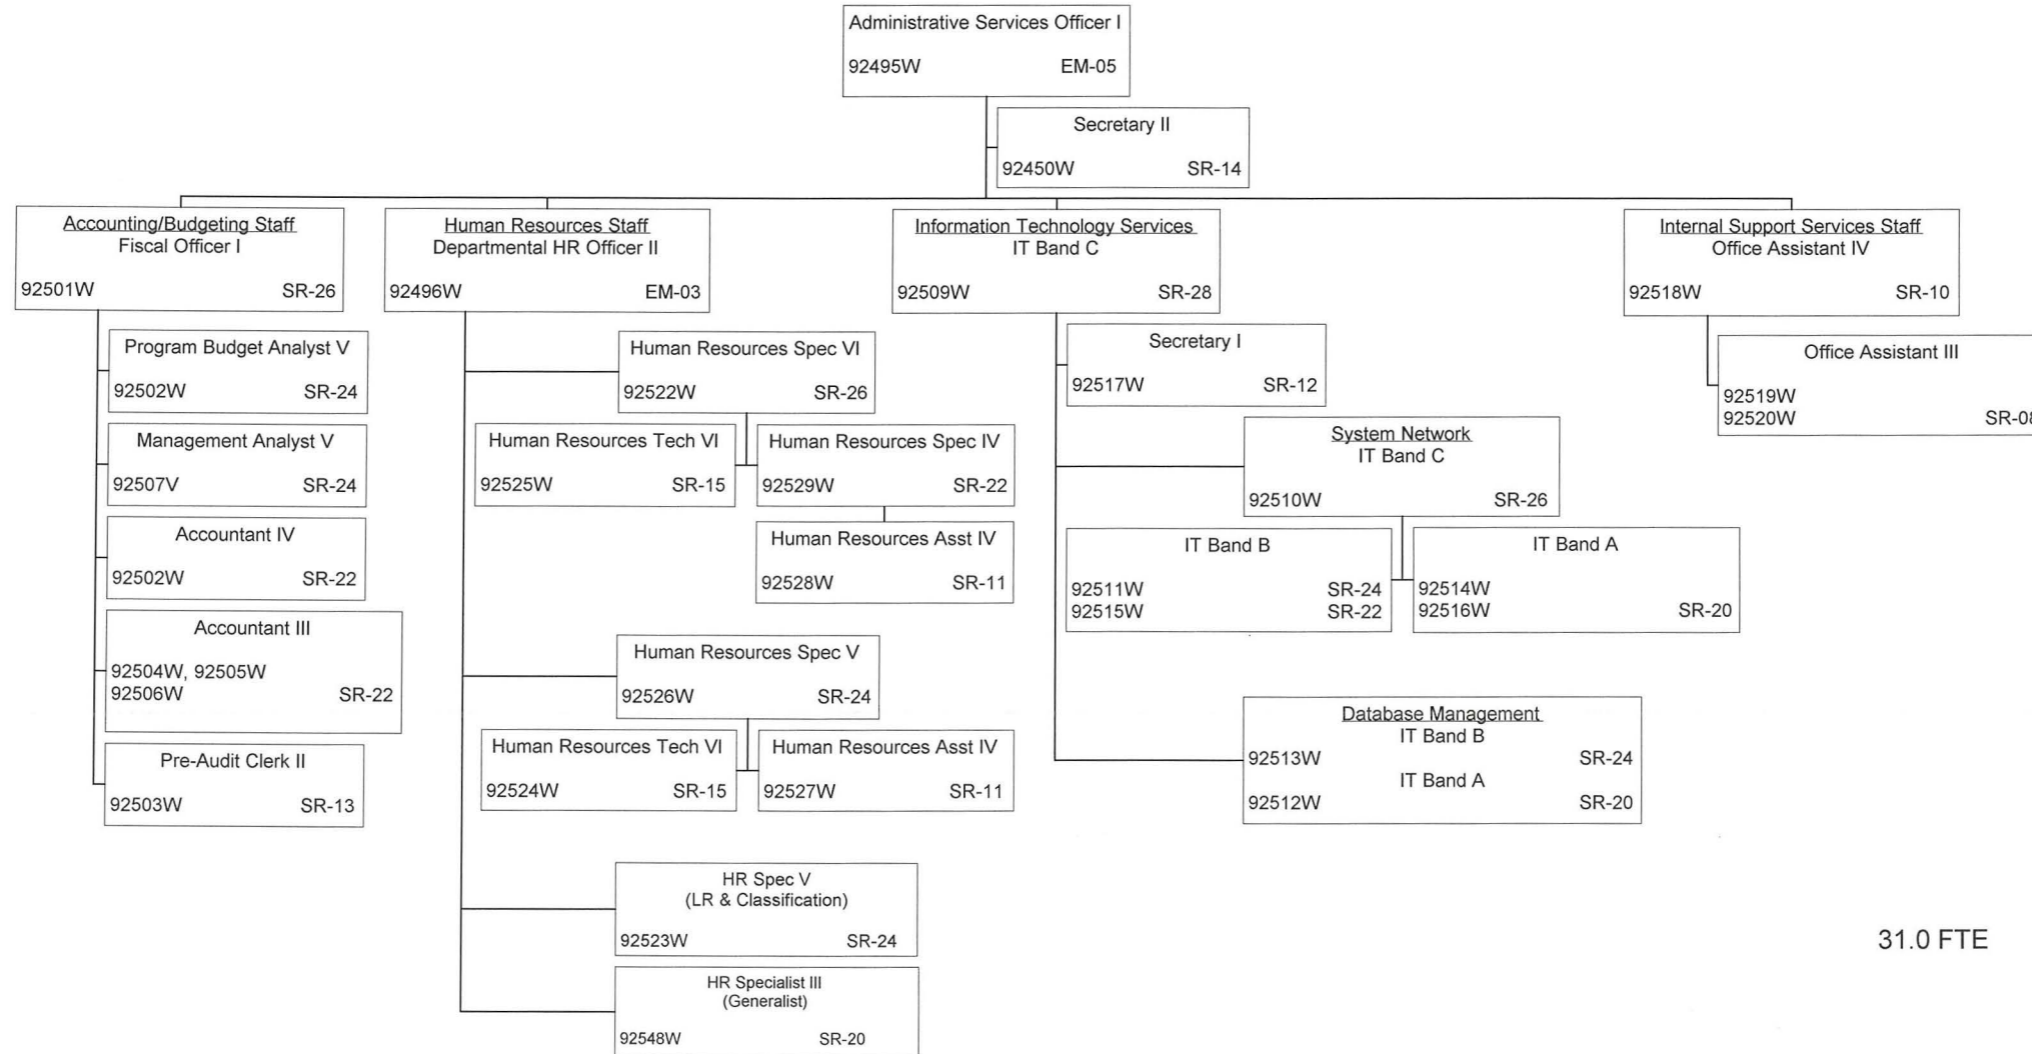 Administrative Services Officer I
92495W EM-05
Secretary II
92450W SR-14
Accounting/Budgeting Staff
Fiscal Officer I
92501W SR-26
Program Budget Analyst V
92502W SR-24
Management Analyst V
92507V SR-24
Accountant IV
92502W SR-22
Accountant III
92504W, 92505W
92506W SR-22
Pre-Audit Clerk II
92503W SR-13
Human Resources Staff
Departmental HR Officer II
92496W EM-03
Human Resources Spec VI
92522W SR-26
Human Resources Tech VI
92525W SR-15
Human Resources Spec IV
92529W SR-22
Human Resources Asst IV
92528W SR-11
Human Resources Spec V
92526W SR-24
Human Resources Tech VI
92524W SR-15
Human Resources Asst IV
92527W SR-11
HR Spec V
(LR & Classification)
92523W SR-24
HR Specialist III
(Generalist)
92548W SR-20
Information Technology Services
IT Band C
92509W SR-28
Secretary I
92517W SR-12
System Network
IT Band C
92510W SR-26
IT Band B
92511W SR-24
92515W SR-22
IT Band A
92514W
92516W SR-20
Database Management
IT Band B
92513W SR-24
IT Band A
92512W SR-20
Internal Support Services Staff
Office Assistant IV
92518W SR-10
Office Assistant III
92519W
92520W SR-08
31.0 FTE